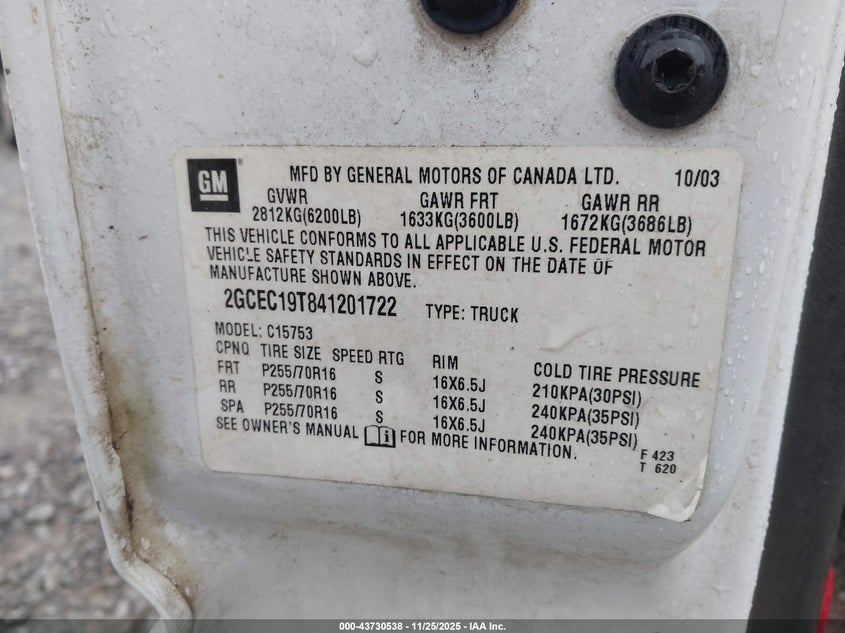 GM
MFD BY GENERAL MOTORS OF CANADA LTD. 10/03
GVWR GAWR FRT GAWR RR
2812KG(6200LB) 1633KG(3600LB) 1672KG(3686LB)
THIS VEHICLE CONFORMS TO ALL APPLICABLE U.S. FEDERAL MOTOR
VEHICLE SAFETY STANDARDS IN EFFECT ON THE DATE OF
MANUFACTURE SHOWN ABOVE.
2GCEC19T841201722 TYPE: TRUCK
MODEL: C15753
CPNQ TIRE SIZE SPEED RTG RIM COLD TIRE PRESSURE
FRT P255/70R16 S 16X6.5J 210KPA(30PSI)
RR P255/70R16 S 16X6.5J 240KPA(35PSI)
SPA P255/70R16 S 16X6.5J 240KPA(35PSI)
SEE OWNER'S MANUAL FOR MORE INFORMATION.
F 423
T 620
000-43730538 - 11/25/2025 - IAA Inc.